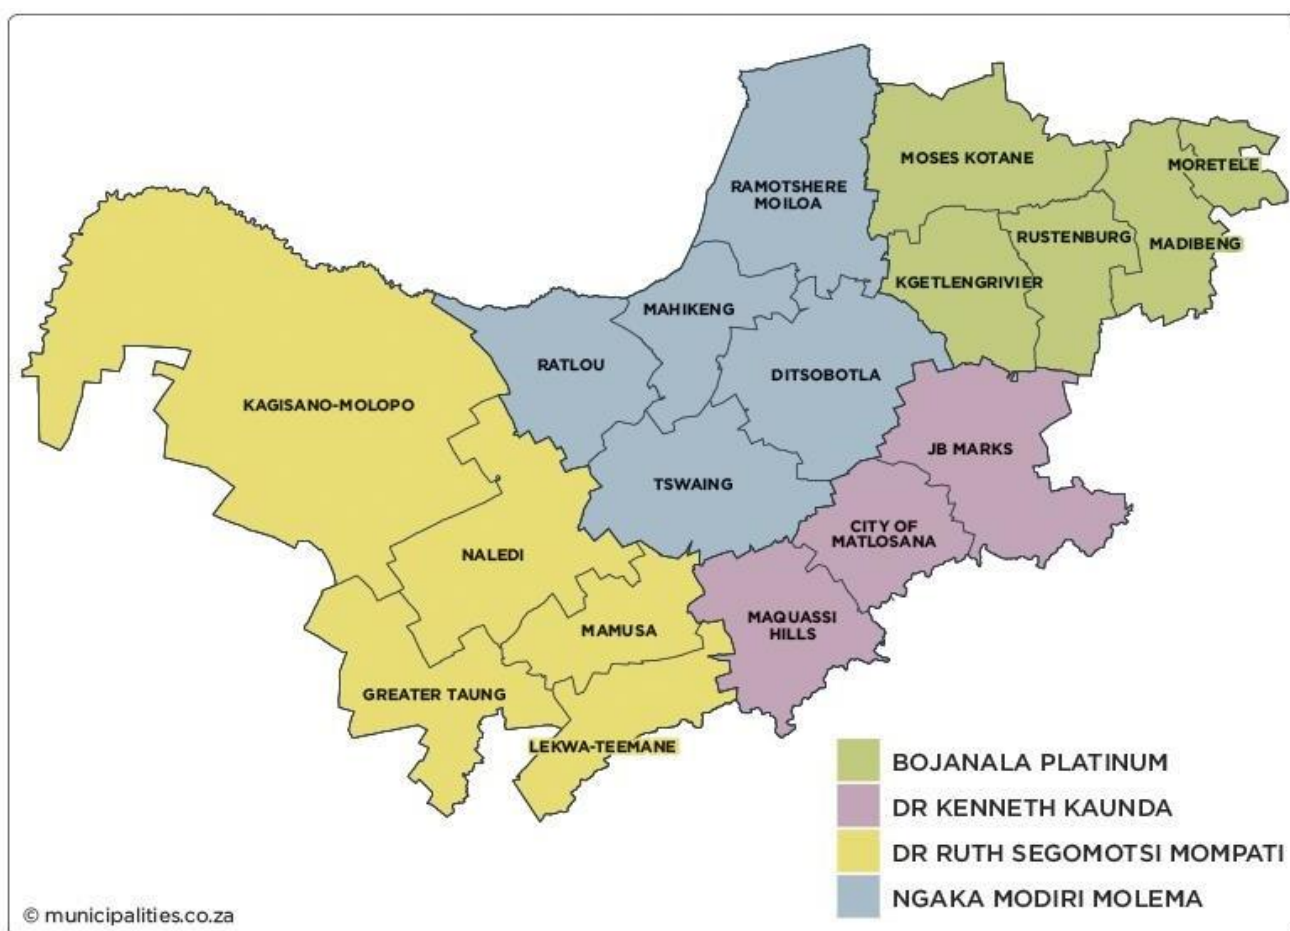 MOSES KOTANE
MORETELE
RAMOTSHERE
MOILOA
RUSTENBURG
MADIBENG
KGETLENGRIVIER
MAHIKENG
RATLOU
DITSOBOTLA
KAGISANO-MOLOPO
JB MARKS
TSWAING
CITY OF
MATLOSANA
NALEDI
MAQUASSI
HILLS
MAMUSA
GREATER TAUNG
LEKWA-TEEMANE
BOJANALA PLATINUM
DR KENNETH KAUNDA
DR RUTH SEGOMOTSI MOMPATI
NGAKA MODIRI MOLEMA
© municipalities.co.za